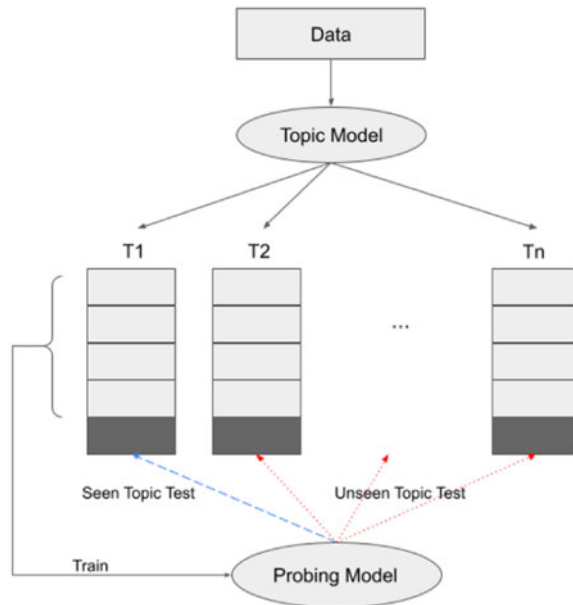 Data
Topic Model
T1 T2 Tn
...
Seen Topic Test Unseen Topic Test
Train
Probing Model